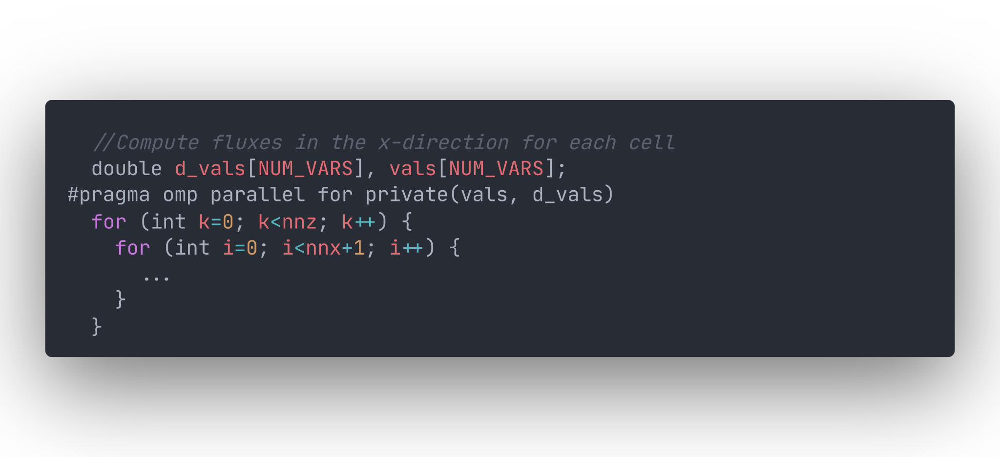 //Compute fluxes in the x-direction for each cell
double d_vals[NUM_VARS], vals[NUM_VARS];
#pragma omp parallel for private(vals, d_vals)
for (int k=0; k<nnz; k++) {
for (int i=0; i<nnx+1; i++) {
...
}
}